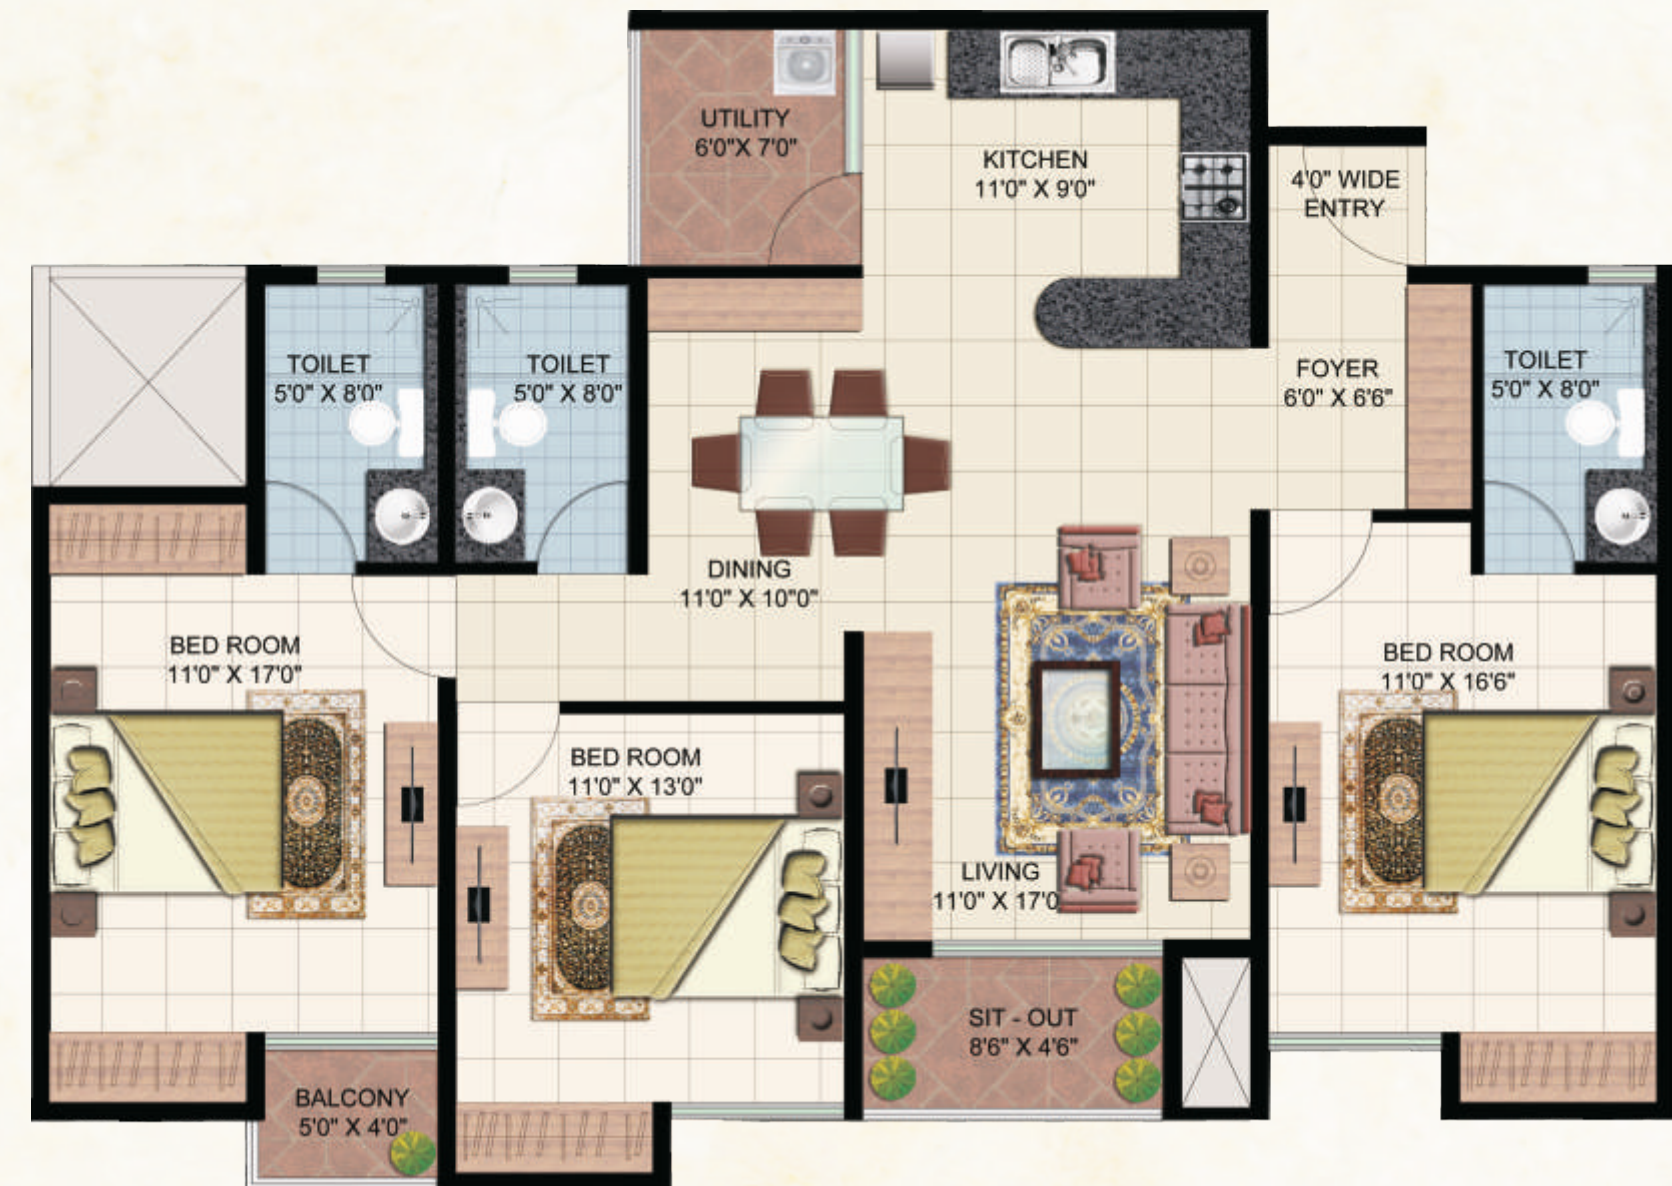 UTILITY
6'0"X 7'0"
KITCHEN
11'0" X 9'0"
4'0" WIDE
ENTRY
TOILET
5'0" X 8'0"
TOILET
5'0" X 8'0"
FOYER
6'0" X 6'6"
TOILET
5'0" X 8'0"
DINING
11'0" X 10"0"
BED ROOM
11'0" X 17'0"
BED ROOM
11'0" X 16'6"
BED ROOM
11'0" X 13'0"
LIVING
11'0" X 17'0
SIT - OUT
8'6" X 4'6"
BALCONY
5'0" X 4'0"